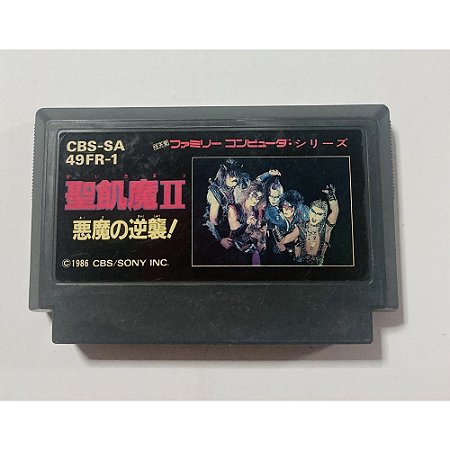 CBS-SA
49FR-1
ファミリー コンピュータ・シリーズ
聖飢魔II
悪魔の逆襲!
©1986 CBS/SONY INC.